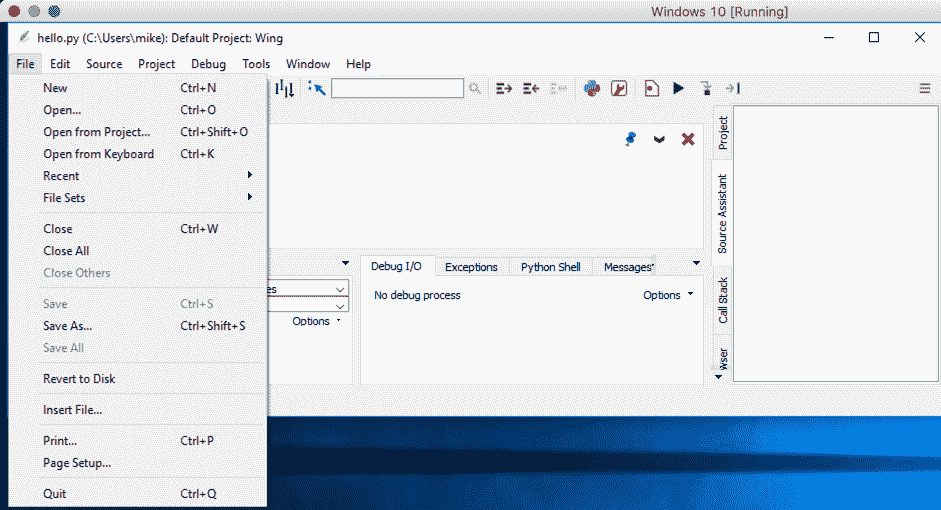 Windows 10 [Running]
hello.py (C:\Users\mike): Default Project: Wing
File Edit Source Project Debug Tools Window Help
New Ctrl+N
Open... Ctrl+O
Open from Project... Ctrl+Shift+O
Open from Keyboard Ctrl+K
Recent
File Sets
Close Ctrl+W
Close All
Close Others
Save Ctrl+S
Save As... Ctrl+Shift+S
Save All
Revert to Disk
Insert File...
Print... Ctrl+P
Page Setup...
Quit Ctrl+Q
es
Options
Debug I/O Exceptions Python Shell Messages
No debug process Options
Project
Source Assistant
Call Stack
wser